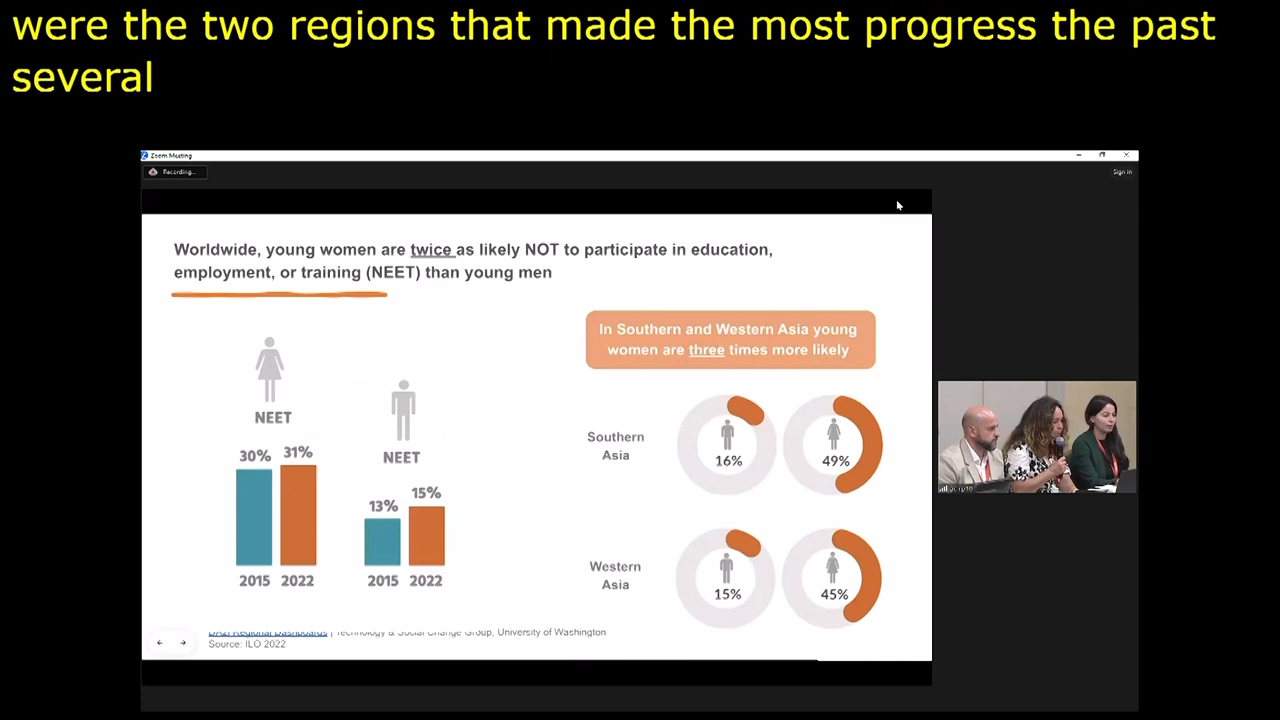 were the two regions that made the most progress the past
several
Zoom Meeting
Recording...
Sign in
Worldwide, young women are twice as likely NOT to participate in education,
employment, or training (NEET) than young men
In Southern and Western Asia young
women are three times more likely
NEET
NEET
30% 31%
13% 15%
2015 2022
2015 2022
Southern
Asia
16%
49%
Western
Asia
15%
45%
DA2I Regional Dashboards | Technology & Social Change Group, University of Washington
Source: ILO 2022